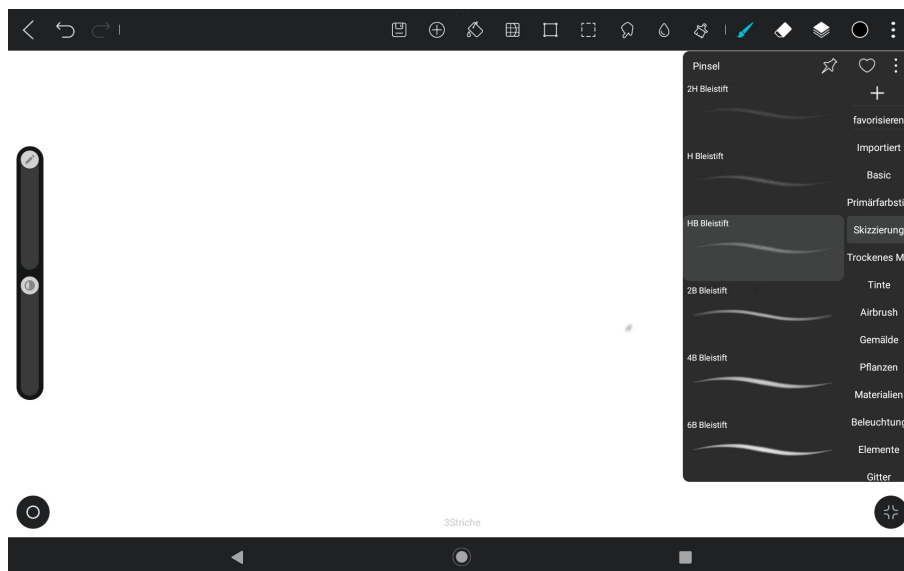 Pinsel
2H Bleistift
H Bleistift
HB Bleistift
2B Bleistift
4B Bleistift
6B Bleistift
favorisieren
Importiert
Basic
Primärfarbsti
Skizzierung
Trockenes M
Tinte
Airbrush
Gemälde
Pflanzen
Materialien
Beleuchtung
Elemente
Gitter
3Striche